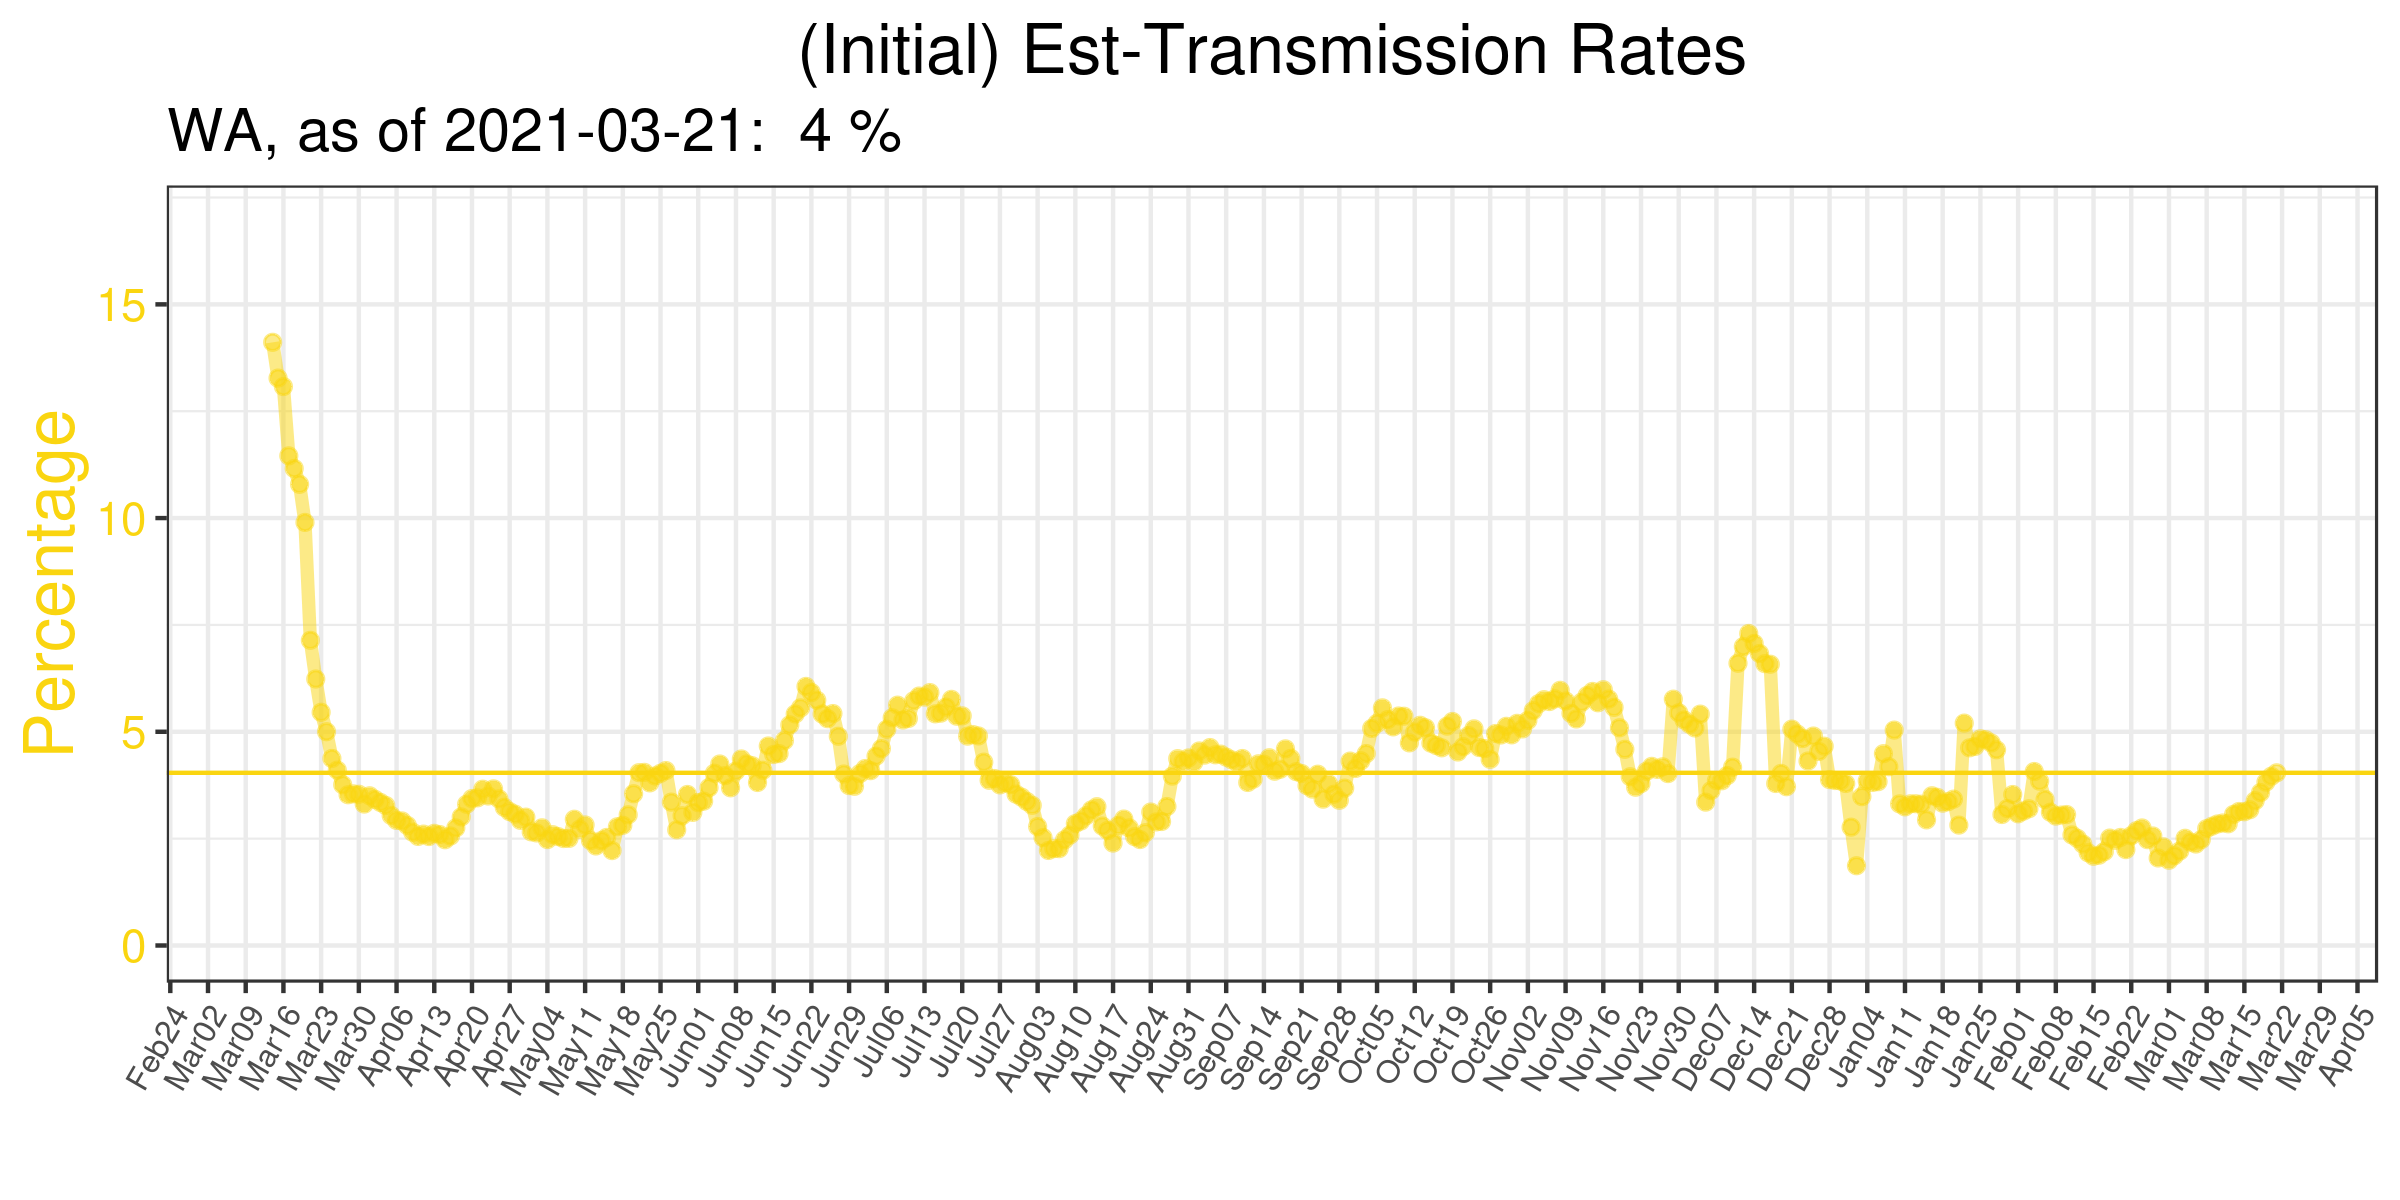 (Initial) Est-Transmission Rates
WA, as of 2021-03-21:  4 %
Percentage
15
10
5
0
Feb24
Mar02
Mar09
Mar16
Mar23
Mar30
Apr06
Apr13
Apr20
Apr27
May04
May11
May18
May25
Jun01
Jun08
Jun15
Jun22
Jun29
Jul06
Jul13
Jul20
Jul27
Aug03
Aug10
Aug17
Aug24
Aug31
Sep07
Sep14
Sep21
Sep28
Oct05
Oct12
Oct19
Oct26
Nov02
Nov09
Nov16
Nov23
Nov30
Dec07
Dec14
Dec21
Dec28
Jan04
Jan11
Jan18
Jan25
Feb01
Feb08
Feb15
Feb22
Mar01
Mar08
Mar15
Mar22
Mar29
Apr05